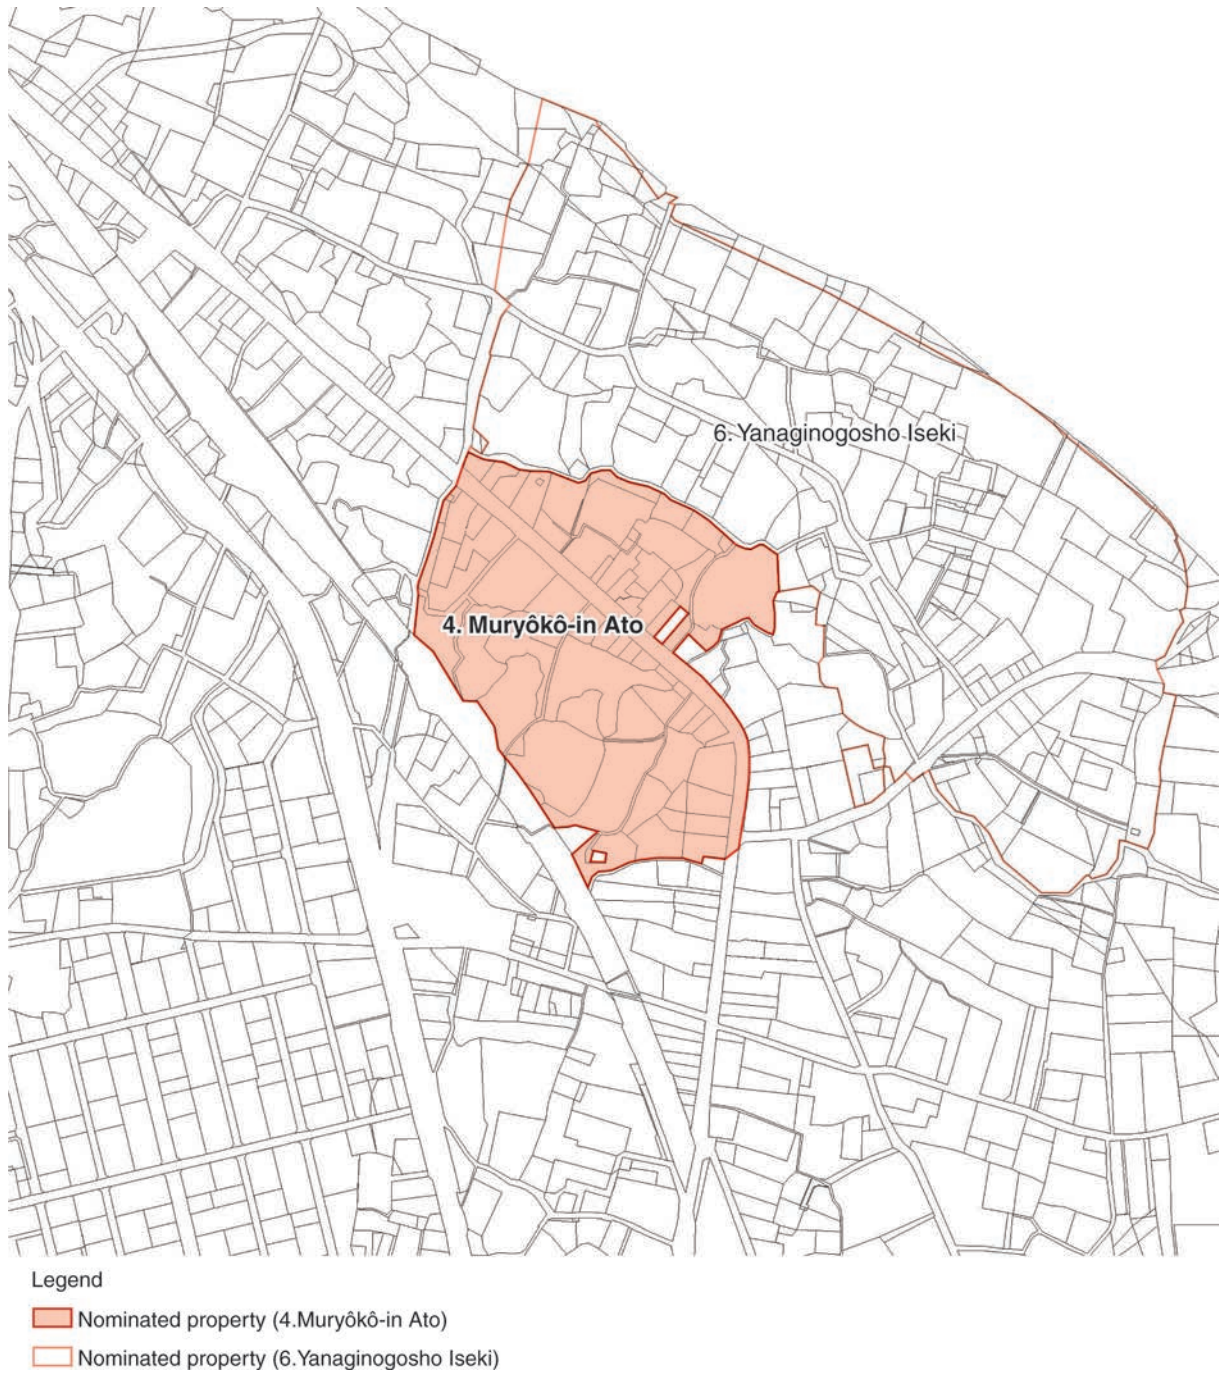 6. Yanaginogosho Iseki
4. Muryôkô-in Ato
Legend
Nominated property (4.Muryôkô-in Ato)
Nominated property (6.Yanaginogosho Iseki)